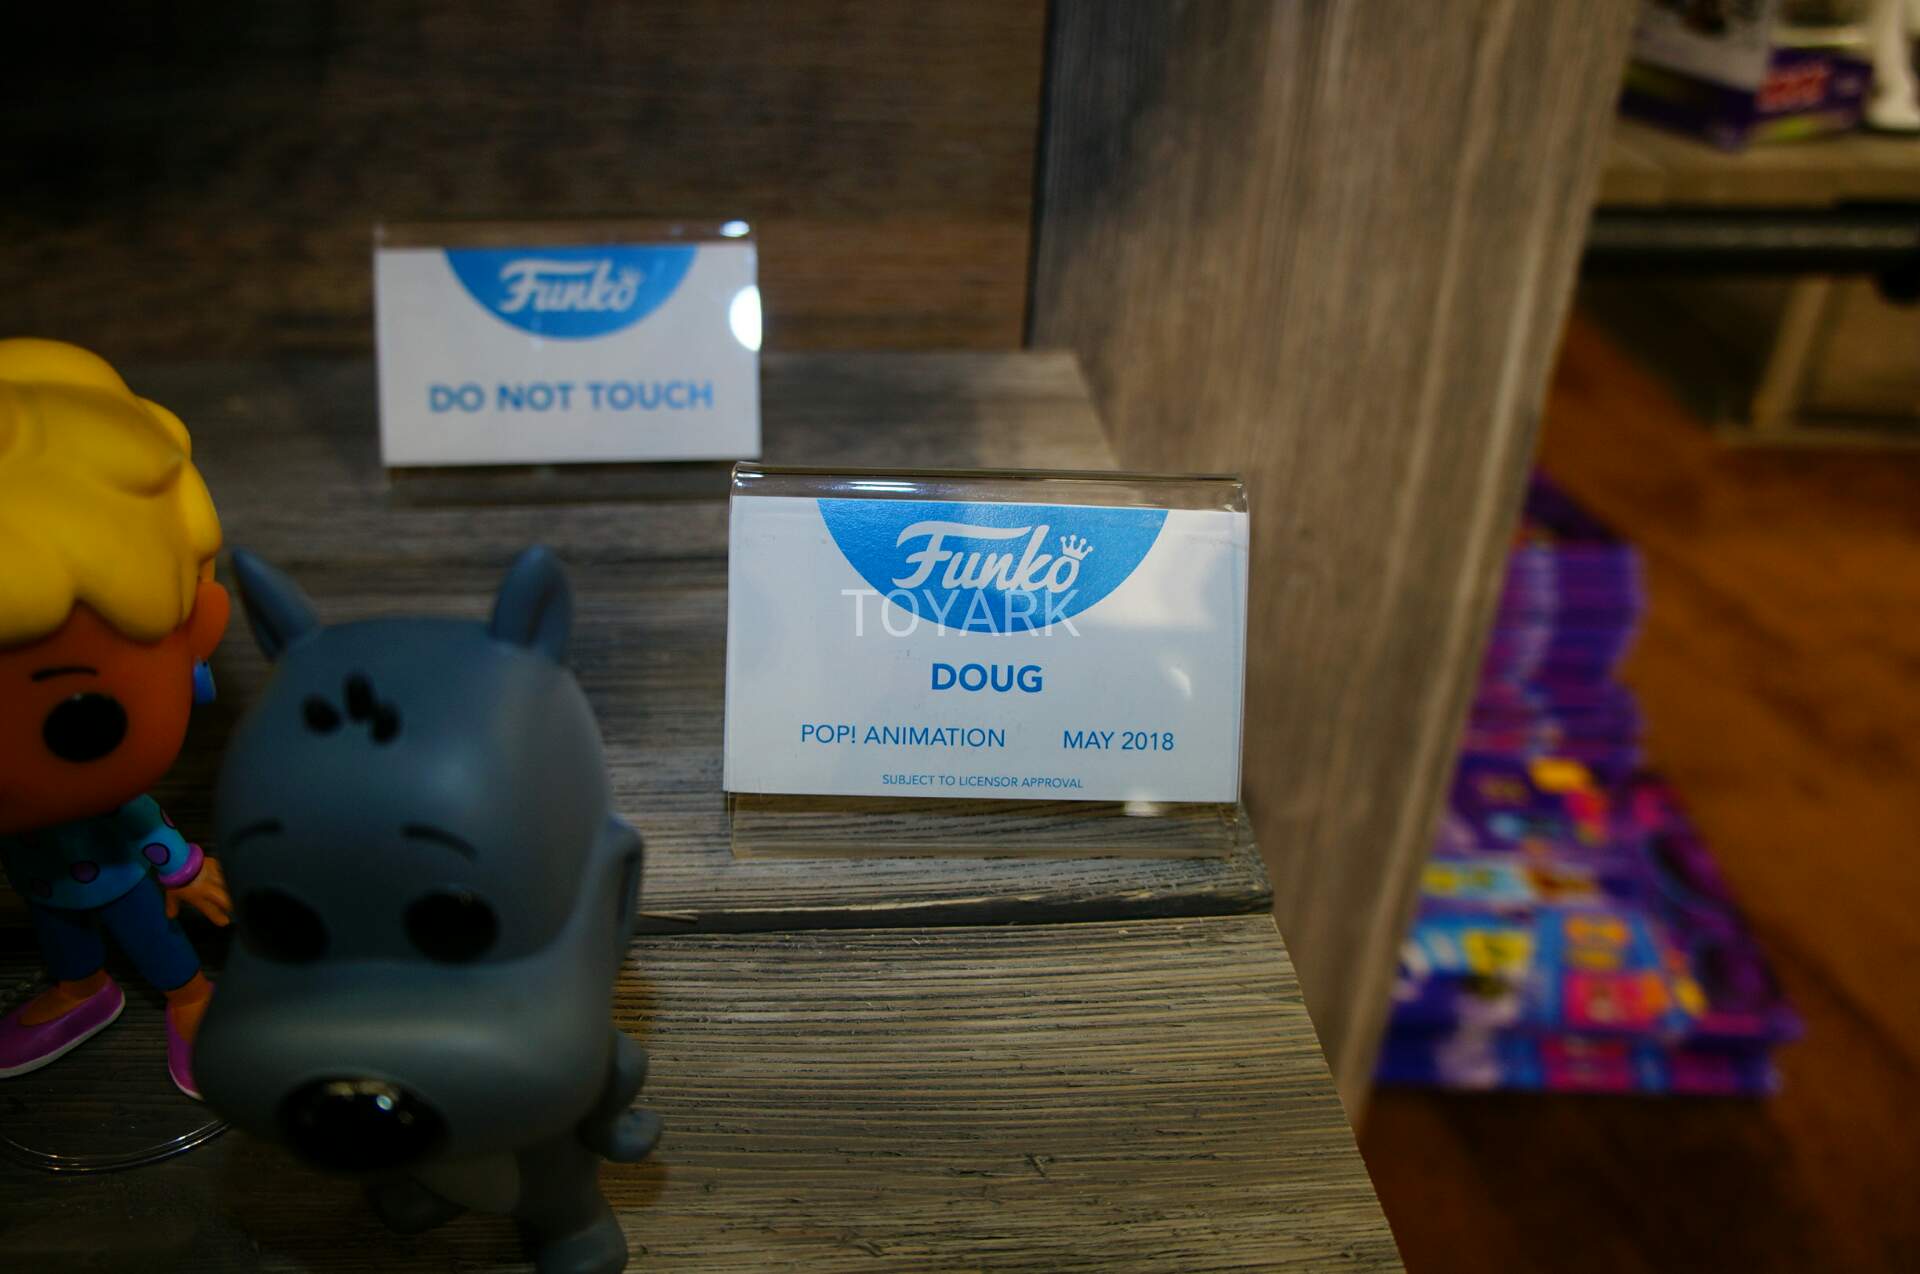 Funko
DO NOT TOUCH
Funko
TOYARK
DOUG
POP! ANIMATION MAY 2018
SUBJECT TO LICENSOR APPROVAL